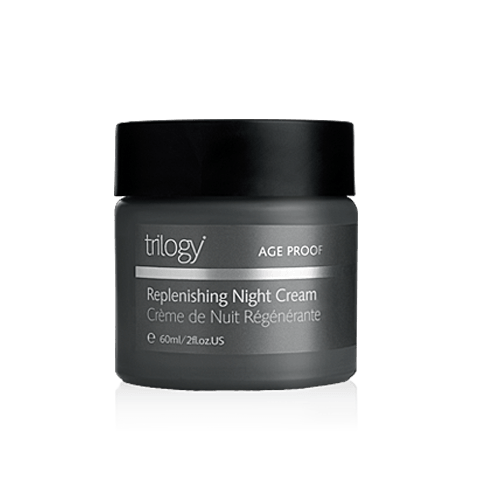 trilogy
AGE PROOF
Replenishing Night Cream
Crème de Nuit Régénérante
℮ 60ml/2fl.oz.US